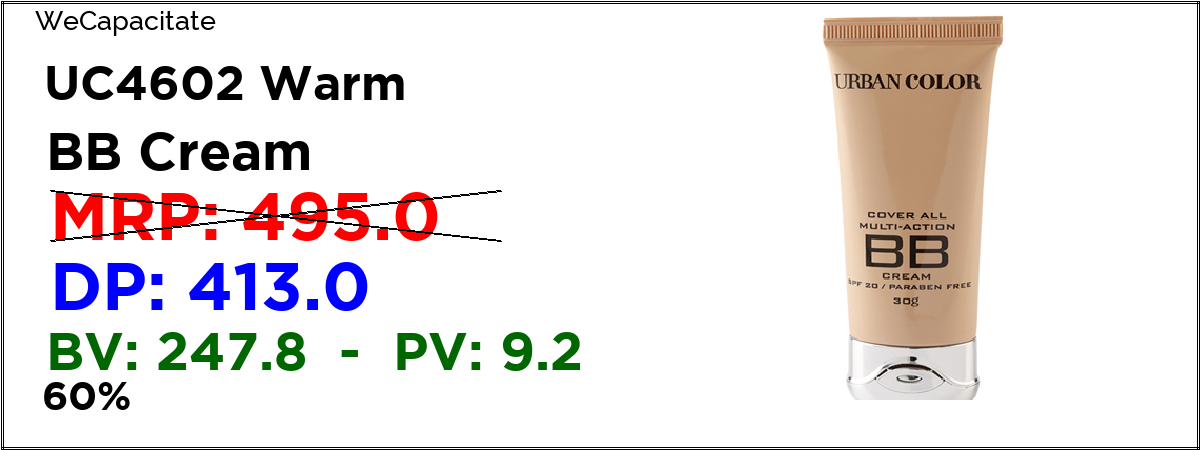 WeCapacitate
UC4602 Warm
BB Cream
MRP: 495.0
DP: 413.0
BV: 247.8 - PV: 9.2
60%
URBAN COLOR
COVER ALL
MULTI-ACTION
BB
CREAM
SPF 20 / PARABEN FREE
30g